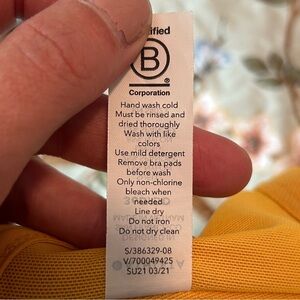 ified
B
Corporation
Hand wash cold
Must be rinsed and
dried thoroughly
Wash with like
colors
Use mild detergent
Remove bra pads
before wash
Only non-chlorine
bleach when
needed
Line dry
Do not iron
Do not dry clean
S/386329-08
V/700049425
SU21 03/21